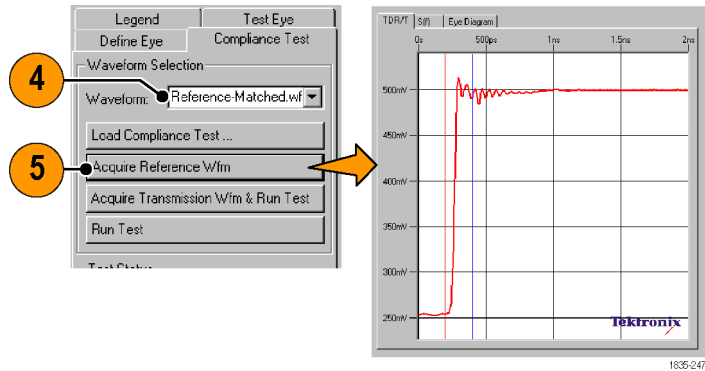 Legend
Test Eye
Define Eye
Compliance Test
Waveform Selection
4
Waveform:
Reference-Matched.wf
Load Compliance Test ...
5
Acquire Reference Wfm
Acquire Transmission Wfm & Run Test
Run Test
Test Status
TDR/T
S(f)
Eye Diagram
0s
500ps
1ns
1.5ns
2ns
500mV
450mV
400mV
350mV
300mV
250mV
Tektronix
1835-247